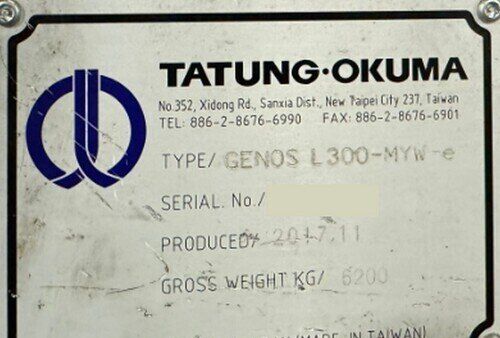 TATUNG·OKUMA
No.352, Xidong Rd., Sanxia Dist., New Taipei City 237, Taiwan
TEL: 886-2-8676-6990 FAX: 886-2-8676-6901
TYPE/ GENOS L300-MYW-e
SERIAL. No./
PRODUCED/ 2017.11
GROSS WEIGHT KG/ 6200
(MADE IN TAIWAN)